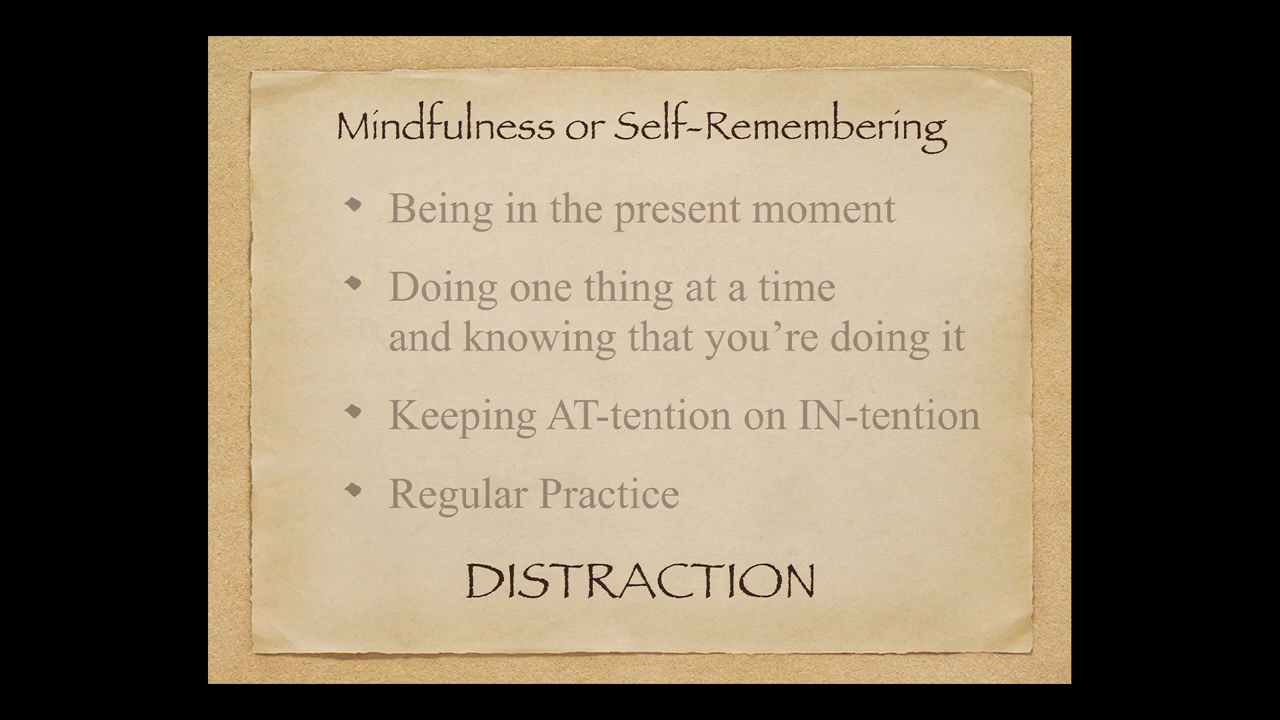 Mindfulness or Self-Remembering
Being in the present moment
Doing one thing at a time
and knowing that you’re doing it
Keeping AT-tention on IN-tention
Regular Practice
DISTRACTION